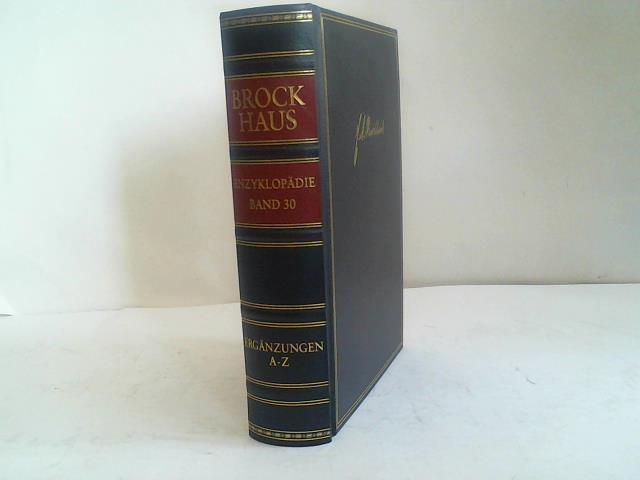 BROCK
HAUS
ENZYKLOPÄDIE
BAND 30
ERGÄNZUNGEN
A-Z